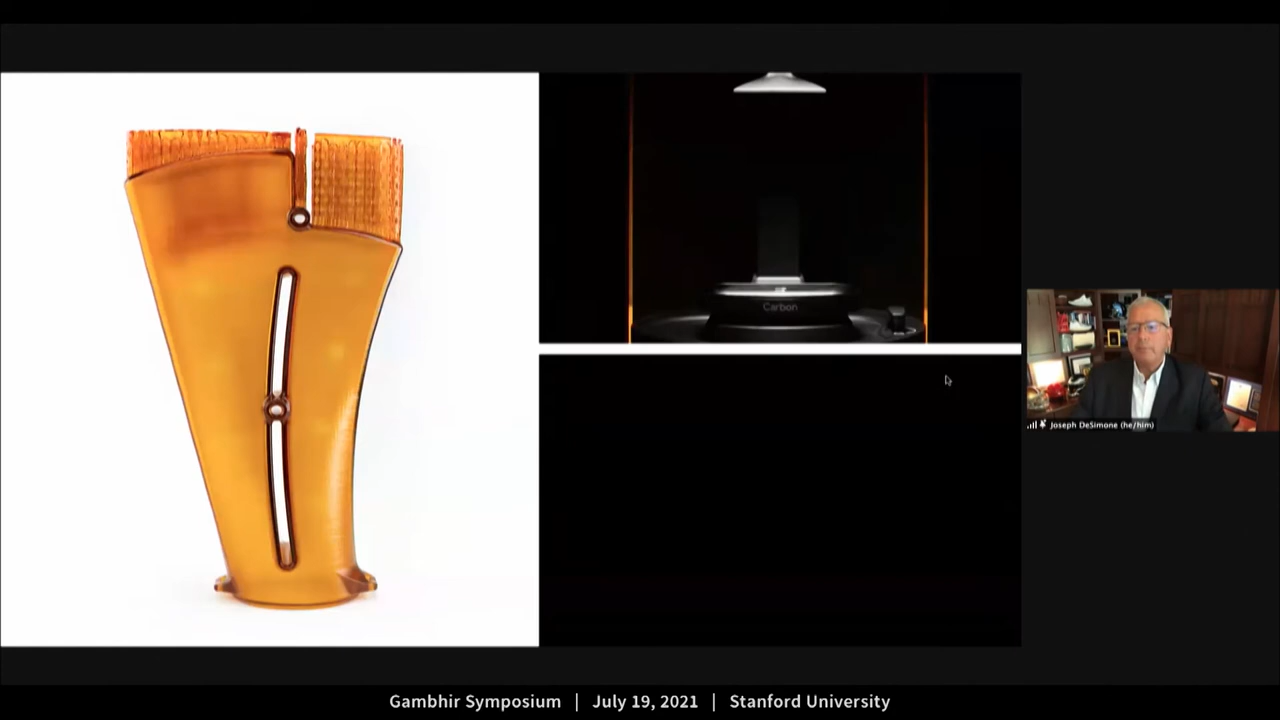 Carbon
Joseph DeSimone (he/him)
Gambhir Symposium | July 19, 2021 | Stanford University